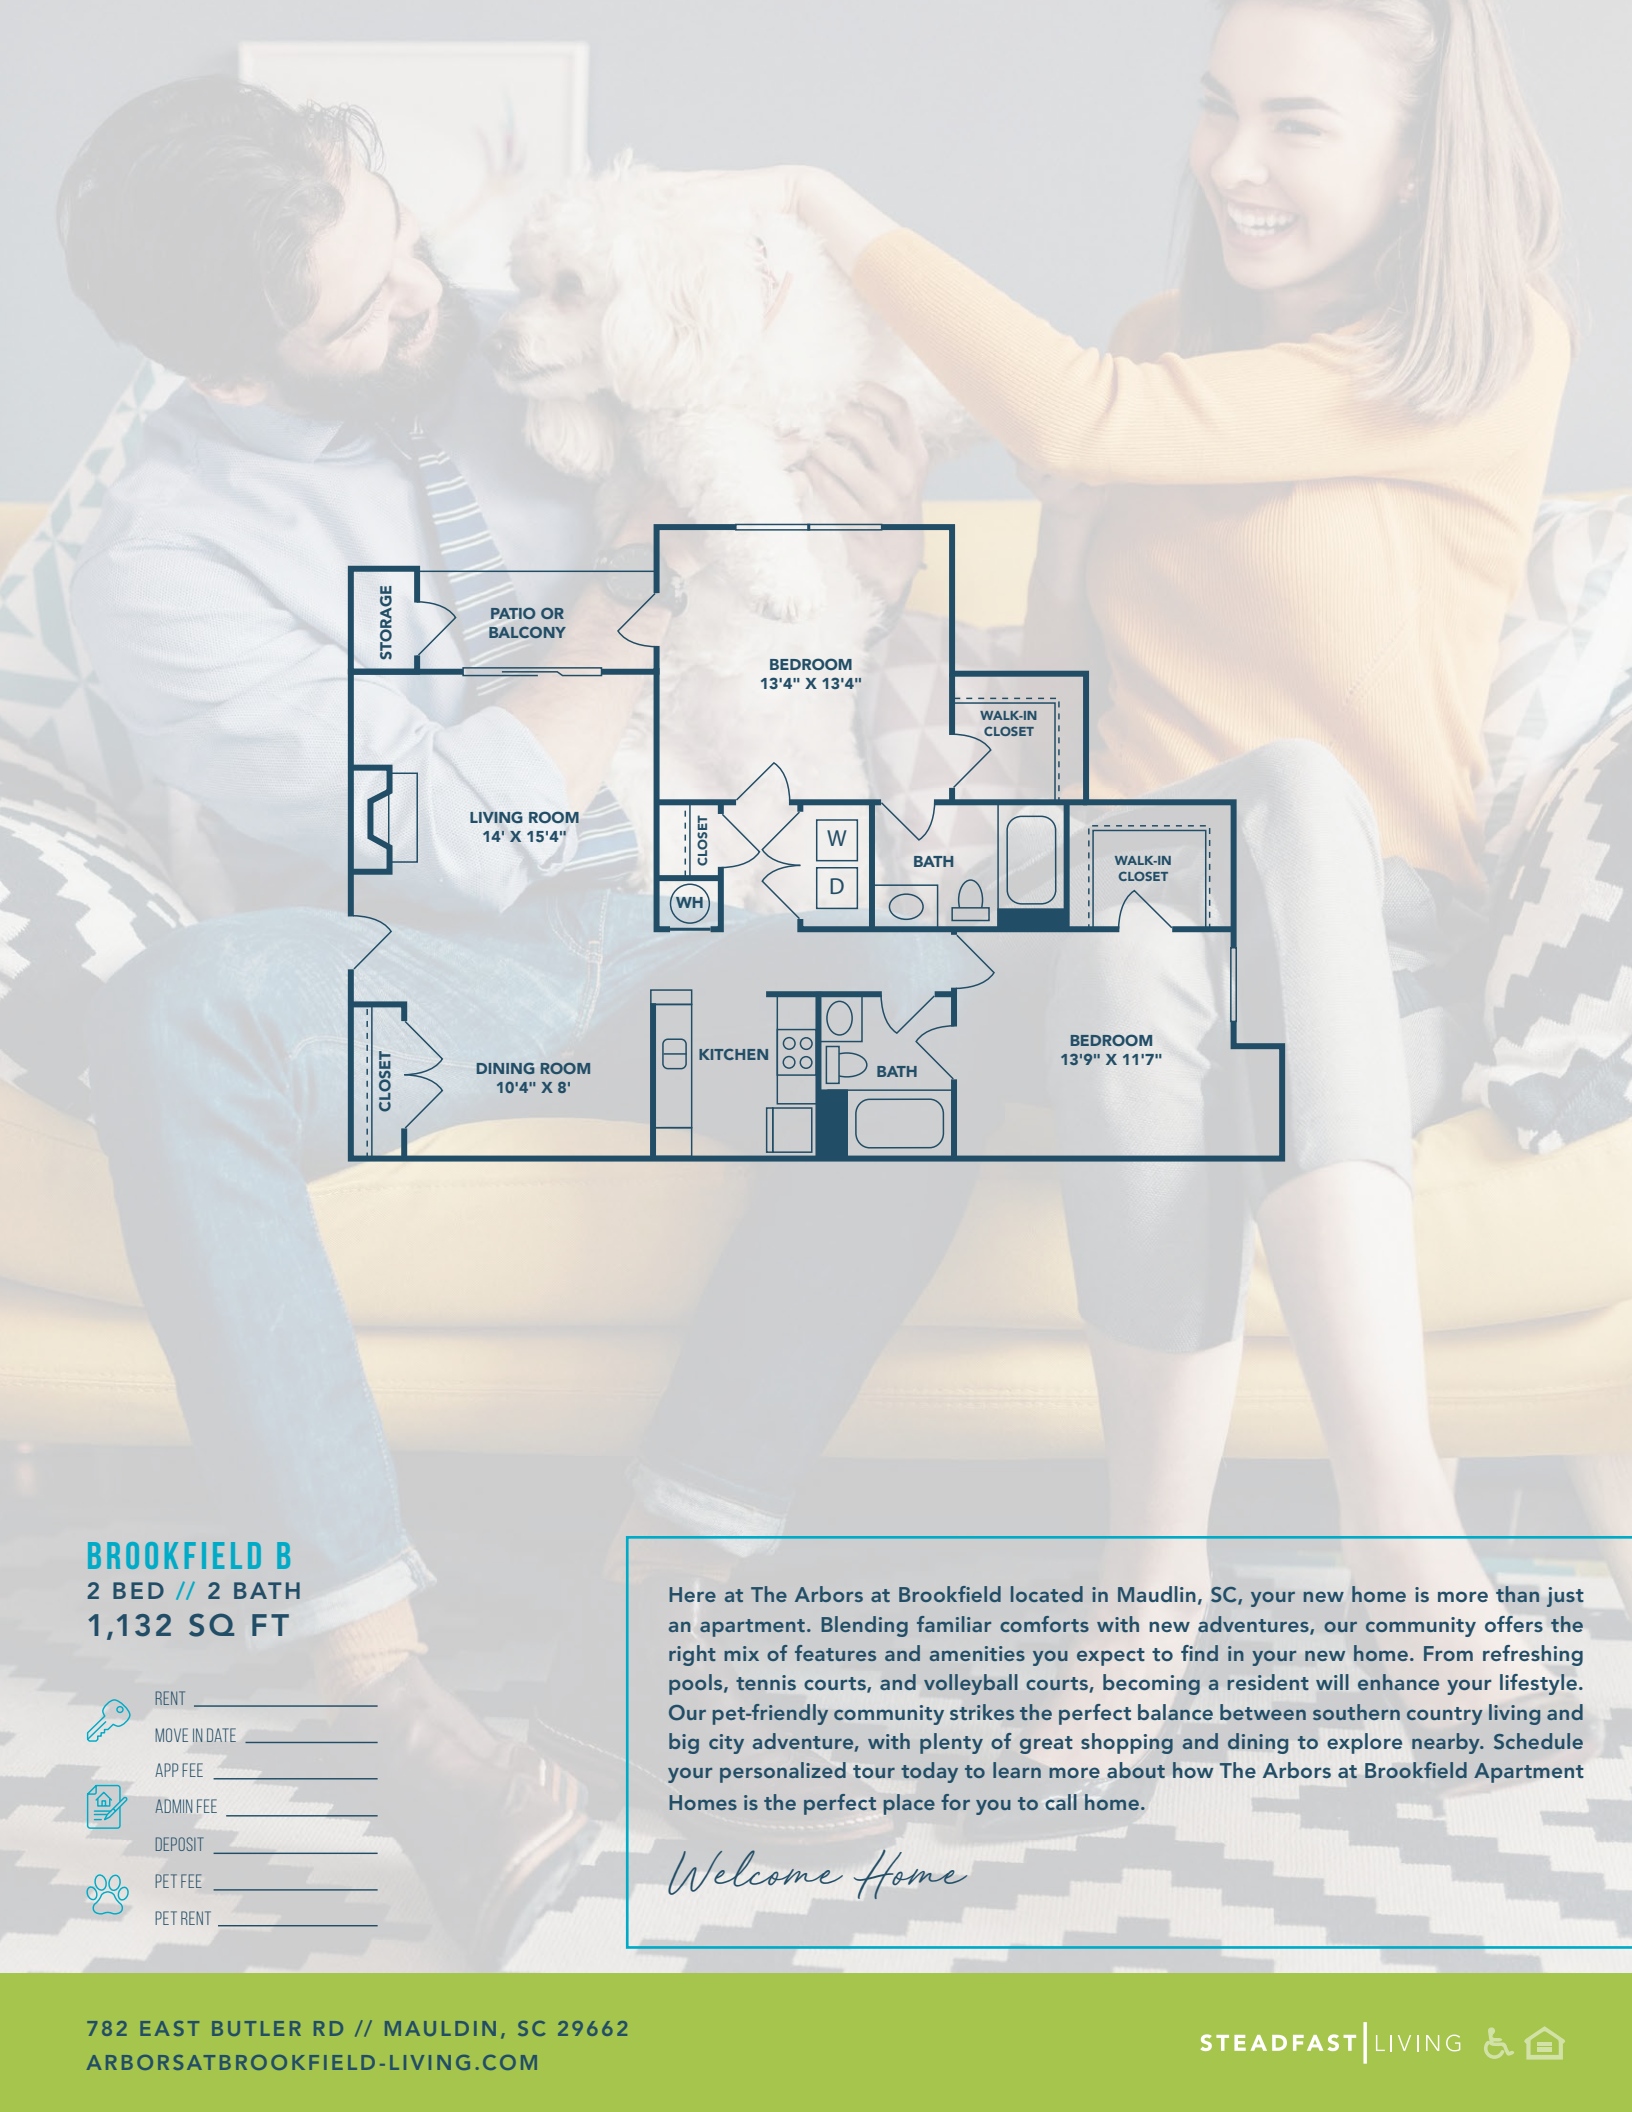 STORAGE
PATIO OR
BALCONY
BEDROOM
13'4" X 13'4"
WALK-IN
CLOSET
LIVING ROOM
14' X 15'4"
CLOSET
W
D
WH
BATH
WALK-IN
CLOSET
CLOSET
DINING ROOM
10'4" X 8'
KITCHEN
BATH
BEDROOM
13'9" X 11'7"
BROOKFIELD B
2 BED // 2 BATH
1,132 SQ FT
RENT
MOVE IN DATE
APP FEE
ADMIN FEE
DEPOSIT
PET FEE
PET RENT
Here at The Arbors at Brookfield located in Maudlin, SC, your new home is more than just
an apartment. Blending familiar comforts with new adventures, our community offers the
right mix of features and amenities you expect to find in your new home. From refreshing
pools, tennis courts, and volleyball courts, becoming a resident will enhance your lifestyle.
Our pet-friendly community strikes the perfect balance between southern country living and
big city adventure, with plenty of great shopping and dining to explore nearby. Schedule
your personalized tour today to learn more about how The Arbors at Brookfield Apartment
Homes is the perfect place for you to call home.
Welcome Home
782 EAST BUTLER RD // MAULDIN, SC 29662
ARBORSATBROOKFIELD-LIVING.COM
STEADFAST|LIVING